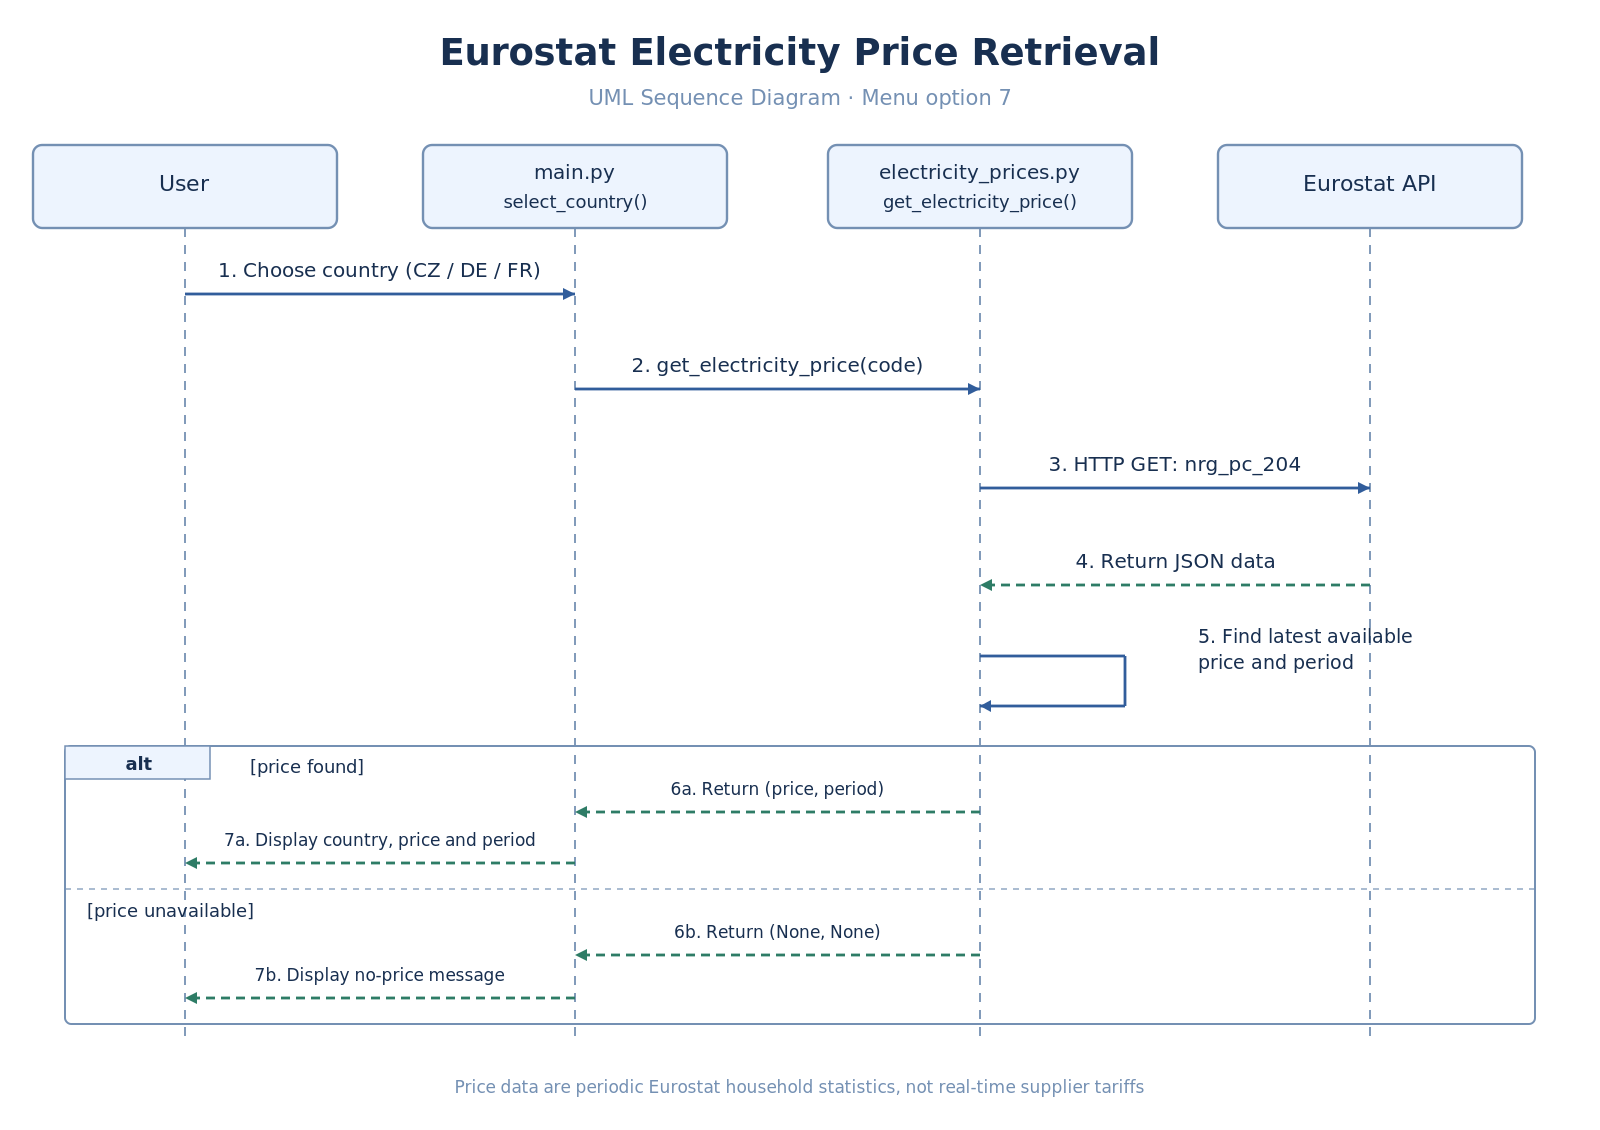 Eurostat Electricity Price Retrieval
UML Sequence Diagram · Menu option 7
User
main.py
select_country()
electricity_prices.py
get_electricity_price()
Eurostat API
1. Choose country (CZ / DE / FR)
2. get_electricity_price(code)
3. HTTP GET: nrg_pc_204
4. Return JSON data
5. Find latest available
price and period
alt
[price found]
6a. Return (price, period)
7a. Display country, price and period
[price unavailable]
6b. Return (None, None)
7b. Display no-price message
Price data are periodic Eurostat household statistics, not real-time supplier tariffs